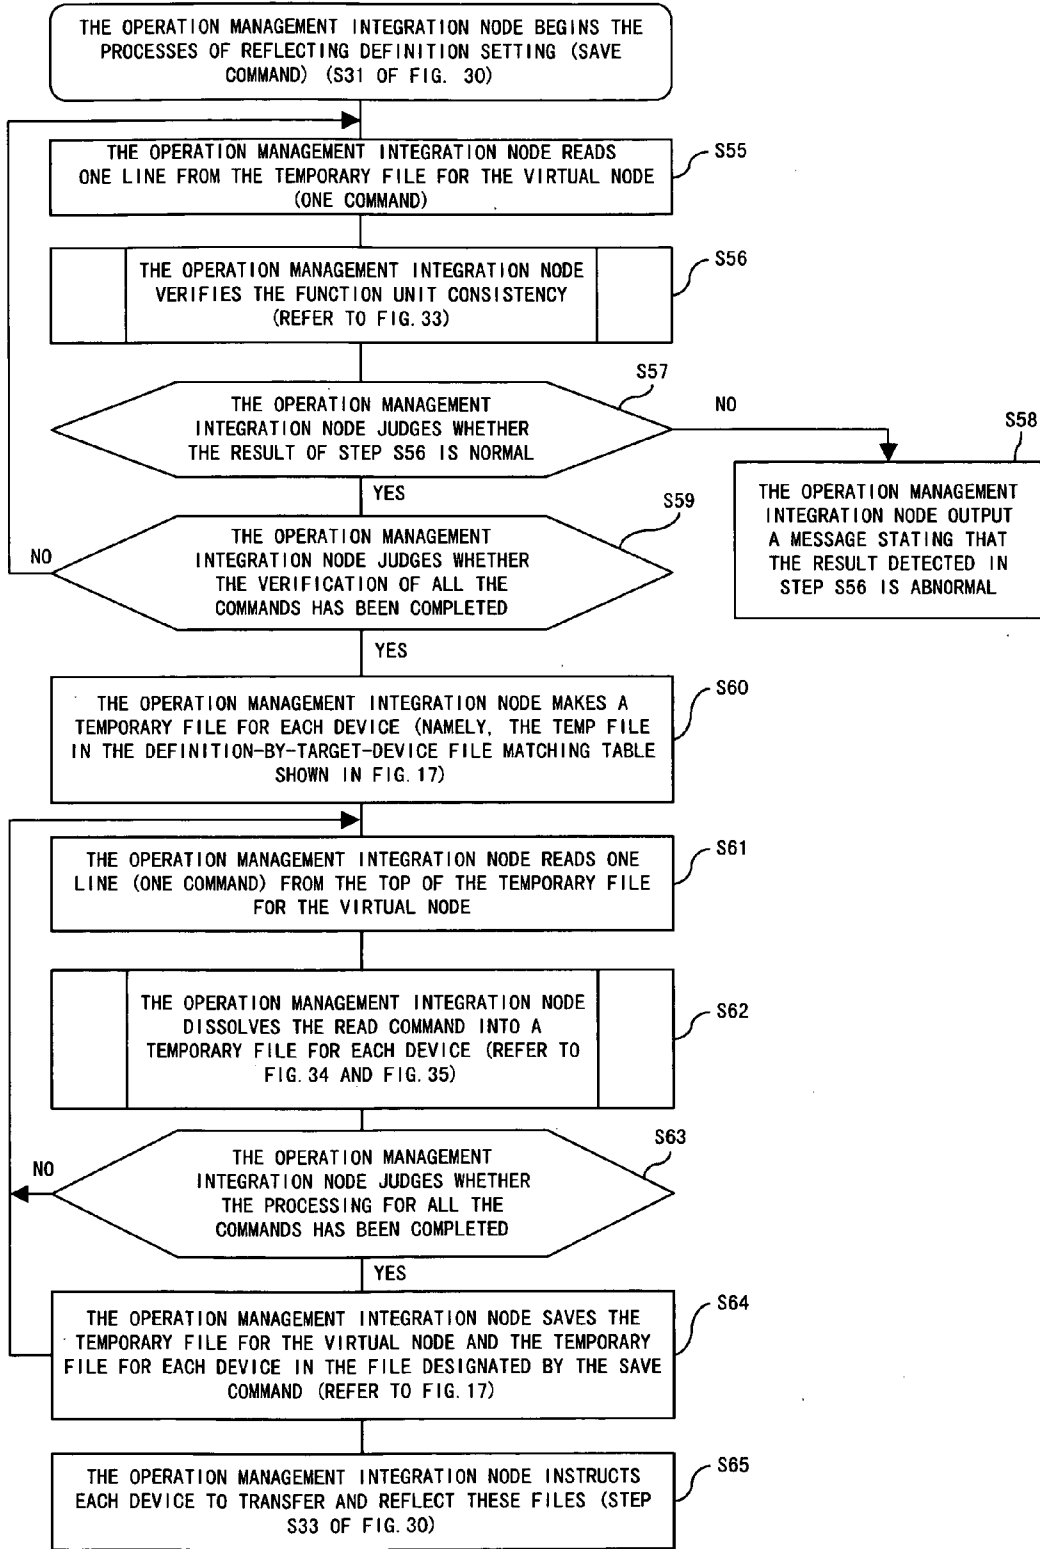 THE OPERATION MANAGEMENT INTEGRATION NODE BEGINS THE
PROCESSES OF REFLECTING DEFINITION SETTING (SAVE
COMMAND) (S31 OF FIG. 30)
THE OPERATION MANAGEMENT INTEGRATION NODE READS
ONE LINE FROM THE TEMPORARY FILE FOR THE VIRTUAL NODE
(ONE COMMAND)
S55
THE OPERATION MANAGEMENT INTEGRATION NODE
VERIFIES THE FUNCTION UNIT CONSISTENCY
(REFER TO FIG. 33)
S56
THE OPERATION MANAGEMENT
INTEGRATION NODE JUDGES WHETHER
THE RESULT OF STEP S56 IS NORMAL
S57
NO
YES
THE OPERATION MANAGEMENT
INTEGRATION NODE OUTPUT
A MESSAGE STATING THAT
THE RESULT DETECTED IN
STEP S56 IS ABNORMAL
S58
THE OPERATION MANAGEMENT
INTEGRATION NODE JUDGES WHETHER
THE VERIFICATION OF ALL THE
COMMANDS HAS BEEN COMPLETED
S59
NO
YES
THE OPERATION MANAGEMENT INTEGRATION NODE MAKES A
TEMPORARY FILE FOR EACH DEVICE (NAMELY, THE TEMP FILE
IN THE DEFINITION-BY-TARGET-DEVICE FILE MATCHING TABLE
SHOWN IN FIG. 17)
S60
THE OPERATION MANAGEMENT INTEGRATION NODE READS ONE
LINE (ONE COMMAND) FROM THE TOP OF THE TEMPORARY FILE
FOR THE VIRTUAL NODE
S61
THE OPERATION MANAGEMENT INTEGRATION NODE
DISSOLVES THE READ COMMAND INTO A
TEMPORARY FILE FOR EACH DEVICE (REFER TO
FIG. 34 AND FIG. 35)
S62
THE OPERATION MANAGEMENT
INTEGRATION NODE JUDGES WHETHER
THE PROCESSING FOR ALL THE
COMMANDS HAS BEEN COMPLETED
S63
NO
YES
THE OPERATION MANAGEMENT INTEGRATION NODE SAVES THE
TEMPORARY FILE FOR THE VIRTUAL NODE AND THE TEMPORARY
FILE FOR EACH DEVICE IN THE FILE DESIGNATED BY THE SAVE
COMMAND (REFER TO FIG. 17)
S64
THE OPERATION MANAGEMENT INTEGRATION NODE INSTRUCTS
EACH DEVICE TO TRANSFER AND REFLECT THESE FILES (STEP
S33 OF FIG. 30)
S65